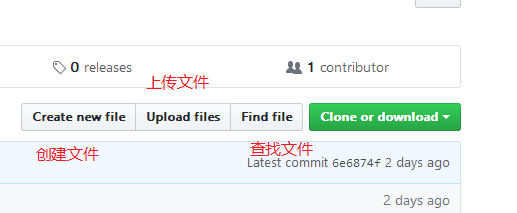 0 releases
1 contributor
上传文件
Create new file
Upload files
Find file
Clone or download
创建文件
查找文件
Latest commit 6e6874f 2 days ago
2 days ago